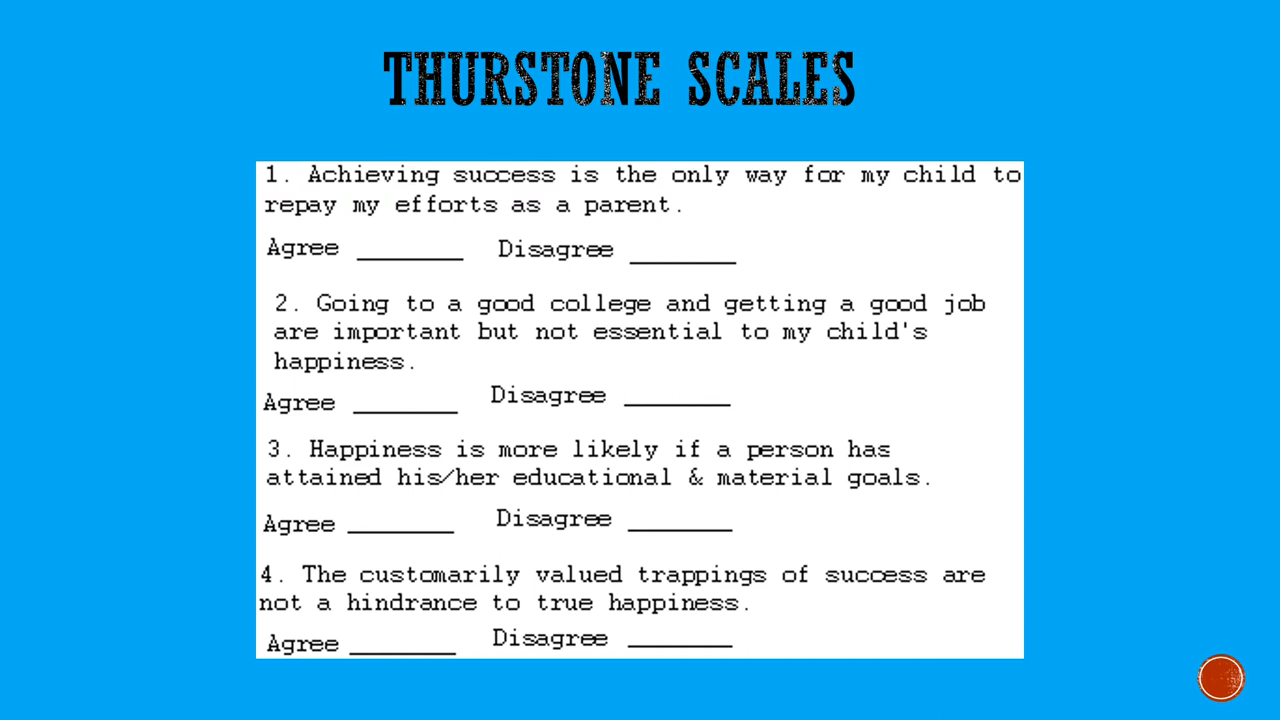 THURSTONE SCALES
1. Achieving success is the only way for my child to
repay my efforts as a parent.
Agree _______ Disagree _______
2. Going to a good college and getting a good job
are important but not essential to my child's
happiness.
Agree _______ Disagree _______
3. Happiness is more likely if a person has
attained his/her educational & material goals.
Agree _______ Disagree _______
4. The customarily valued trappings of success are
not a hindrance to true happiness.
Agree _______ Disagree _______